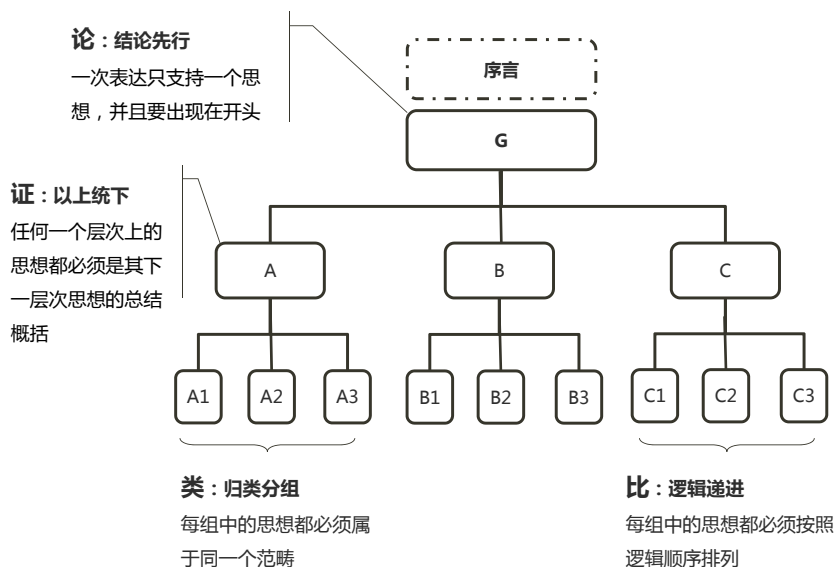 论：结论先行
一次表达只支持一个思
想，并且要出现在开头
序言
G
证：以上统下
任何一个层次上的
思想都必须是其下
一层次思想的总结
概括
A
B
C
A1
A2
A3
B1
B2
B3
C1
C2
C3
类：归类分组
每组中的思想都必须属
于同一个范畴
比：逻辑递进
每组中的思想都必须按照
逻辑顺序排列